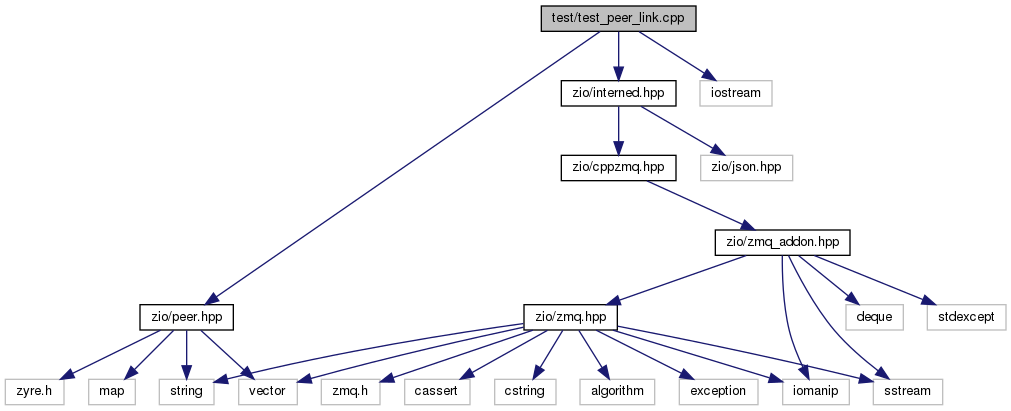 test/test_peer_link.cpp
zio/interned.hpp
iostream
zio/cppzmq.hpp
zio/json.hpp
zio/zmq_addon.hpp
zio/peer.hpp
zio/zmq.hpp
deque
stdexcept
zyre.h
map
string
vector
zmq.h
cassert
cstring
algorithm
exception
iomanip
sstream